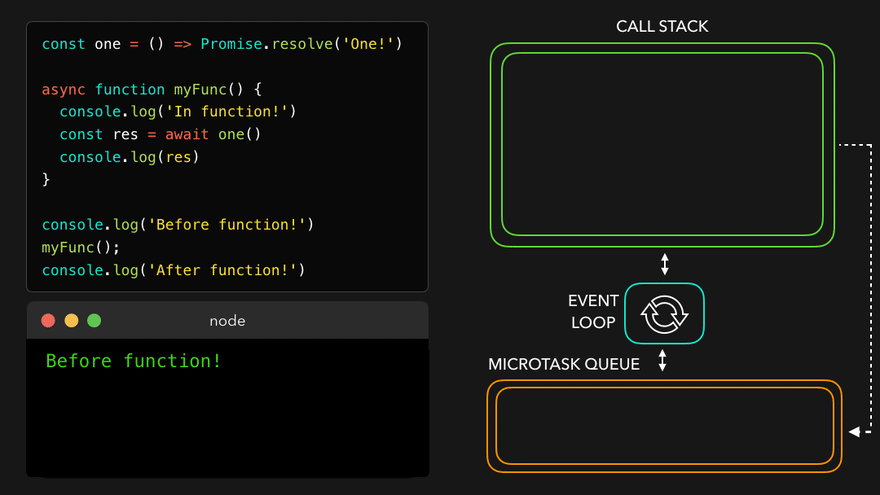 const one = () => Promise.resolve('One!')
async function myFunc() {
  console.log('In function!')
  const res = await one()
  console.log(res)
}
console.log('Before function!')
myFunc();
console.log('After function!')
node
Before function!
CALL STACK
EVENT
LOOP
MICROTASK QUEUE